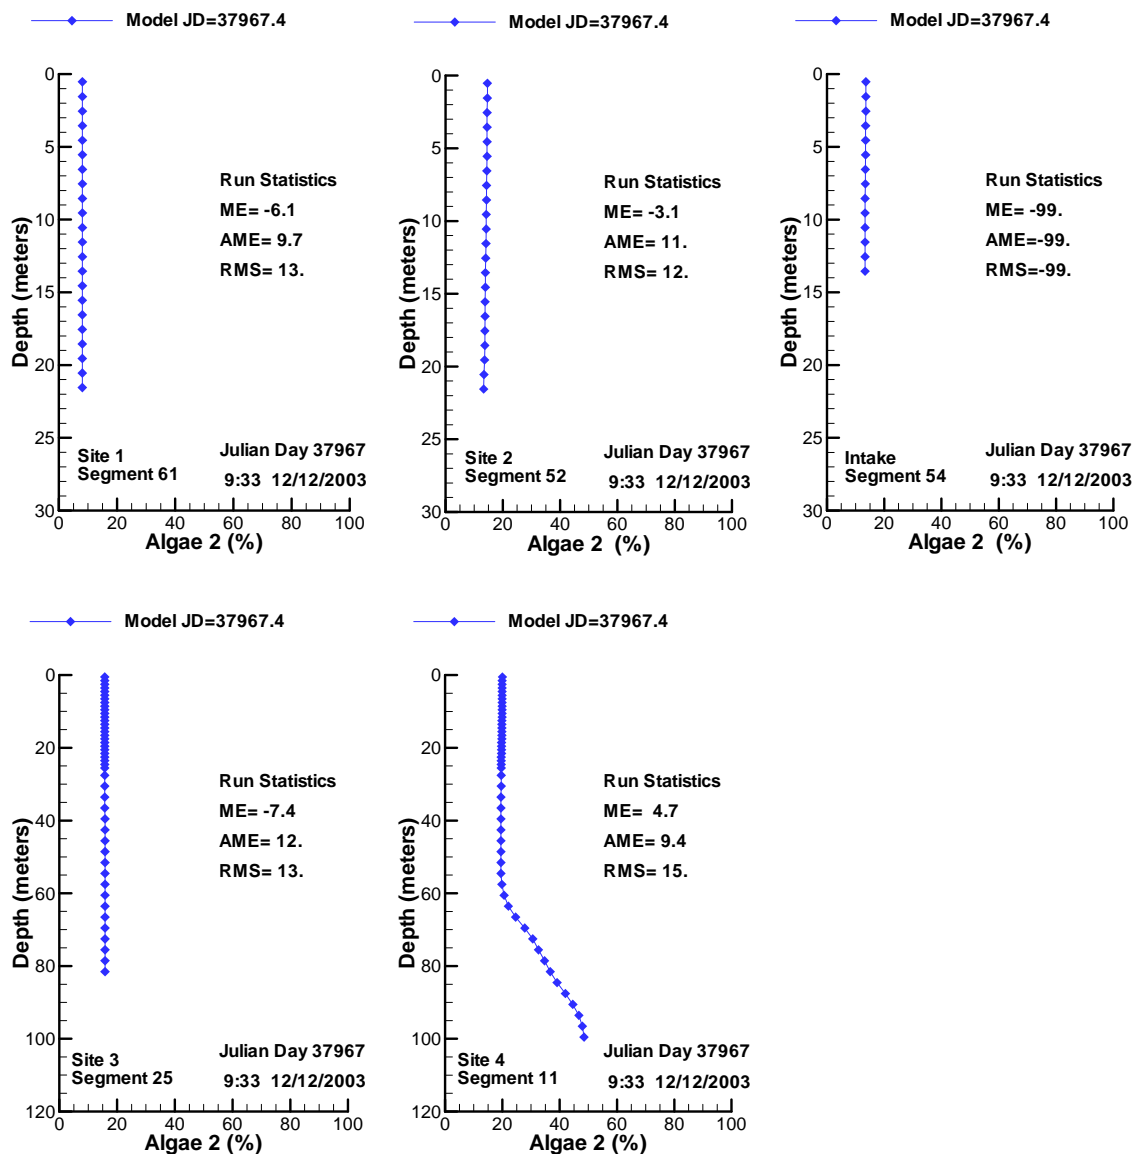 Model JD=37967.4
0
5
10
15
20
25
30
Depth (meters)
Run Statistics
ME= -6.1
AME= 9.7
RMS= 13.
Site 1
Segment 61
Julian Day 37967
9:33 12/12/2003
0 20 40 60 80 100
Algae 2 (%)
Model JD=37967.4
0
5
10
15
20
25
30
Depth (meters)
Run Statistics
ME= -3.1
AME= 11.
RMS= 12.
Site 2
Segment 52
Julian Day 37967
9:33 12/12/2003
0 20 40 60 80 100
Algae 2 (%)
Model JD=37967.4
0
5
10
15
20
25
30
Depth (meters)
Run Statistics
ME= -99.
AME=-99.
RMS=-99.
Intake
Segment 54
Julian Day 37967
9:33 12/12/2003
0 20 40 60 80 100
Algae 2 (%)
Model JD=37967.4
0
20
40
60
80
100
120
Depth (meters)
Run Statistics
ME= -7.4
AME= 12.
RMS= 13.
Site 3
Segment 25
Julian Day 37967
9:33 12/12/2003
0 20 40 60 80 100
Algae 2 (%)
Model JD=37967.4
0
20
40
60
80
100
120
Depth (meters)
Run Statistics
ME= 4.7
AME= 9.4
RMS= 15.
Site 4
Segment 11
Julian Day 37967
9:33 12/12/2003
0 20 40 60 80 100
Algae 2 (%)